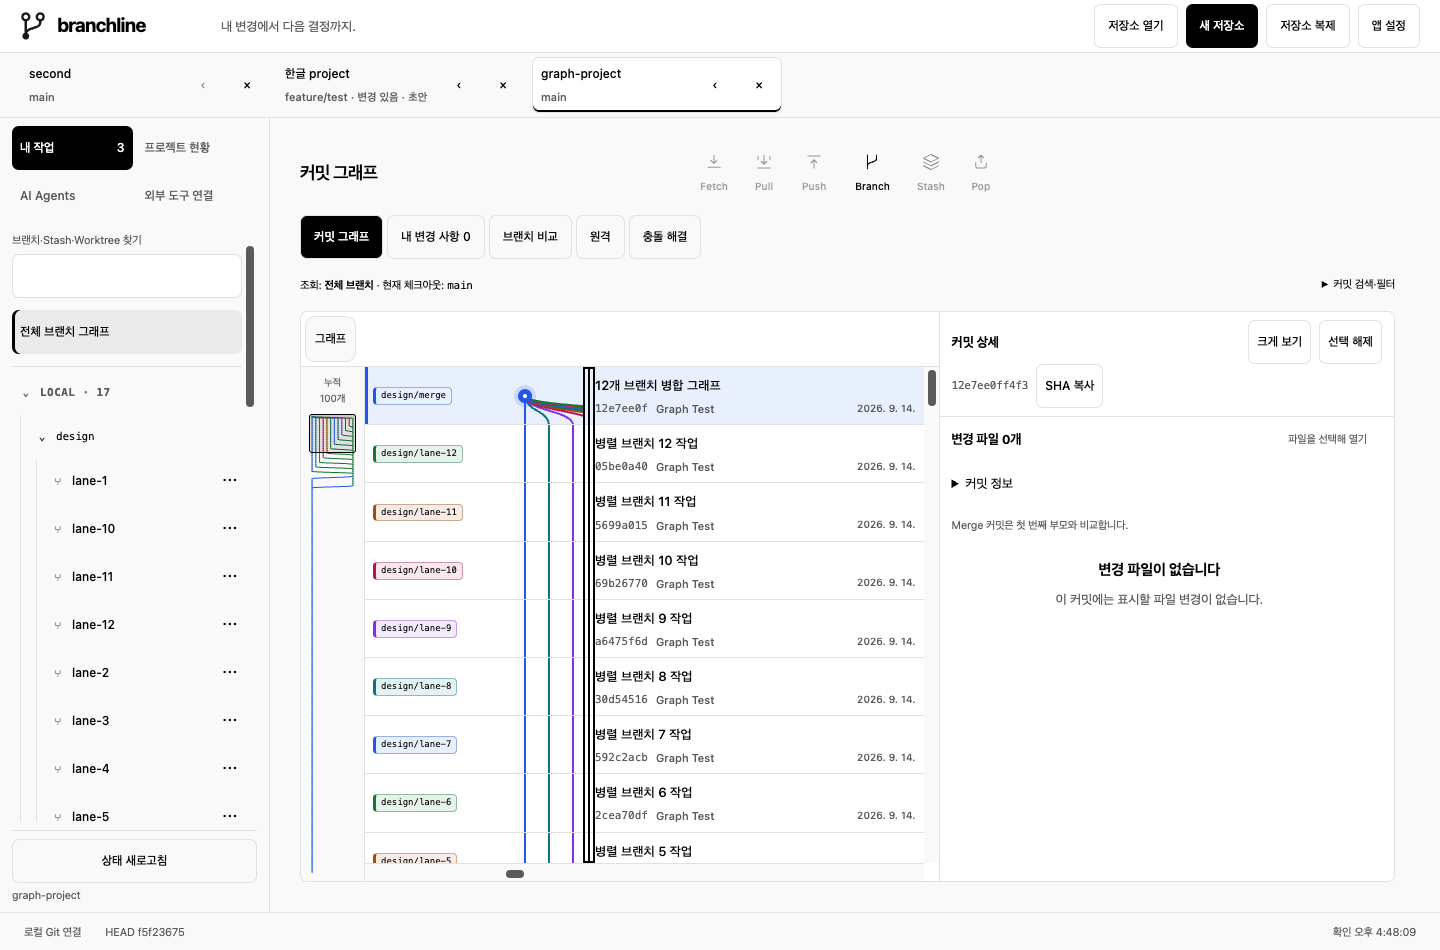 branchline
내 변경에서 다음 결정까지.
저장소 열기
새 저장소
저장소 복제
앱 설정
second
main
한글 project
feature/test · 변경 있음 · 초안
graph-project
main
내 작업 3
프로젝트 현황
AI Agents
외부 도구 연결
브랜치·Stash·Worktree 찾기
전체 브랜치 그래프
LOCAL · 17
design
lane-1
lane-10
lane-11
lane-12
lane-2
lane-3
lane-4
lane-5
상태 새로고침
graph-project
커밋 그래프
Fetch
Pull
Push
Branch
Stash
Pop
커밋 그래프
내 변경 사항 0
브랜치 비교
원격
충돌 해결
조회: 전체 브랜치 · 현재 체크아웃: main
커밋 검색·필터
그래프
누적
100개
design/merge
12개 브랜치 병합 그래프
12e7ee0f Graph Test 2026. 9. 14.
design/lane-12
병렬 브랜치 12 작업
05be0a40 Graph Test 2026. 9. 14.
design/lane-11
병렬 브랜치 11 작업
5699a015 Graph Test 2026. 9. 14.
design/lane-10
병렬 브랜치 10 작업
69b26770 Graph Test 2026. 9. 14.
design/lane-9
병렬 브랜치 9 작업
a6475f6d Graph Test 2026. 9. 14.
design/lane-8
병렬 브랜치 8 작업
30d54516 Graph Test 2026. 9. 14.
design/lane-7
병렬 브랜치 7 작업
592c2acb Graph Test 2026. 9. 14.
design/lane-6
병렬 브랜치 6 작업
2cea70df Graph Test 2026. 9. 14.
design/lane-5
병렬 브랜치 5 작업
커밋 상세
크게 보기
선택 해제
12e7ee0ff4f3
SHA 복사
변경 파일 0개
파일을 선택해 열기
커밋 정보
Merge 커밋은 첫 번째 부모와 비교합니다.
변경 파일이 없습니다
이 커밋에는 표시할 파일 변경이 없습니다.
로컬 Git 연결
HEAD f5f23675
확인 오후 4:48:09